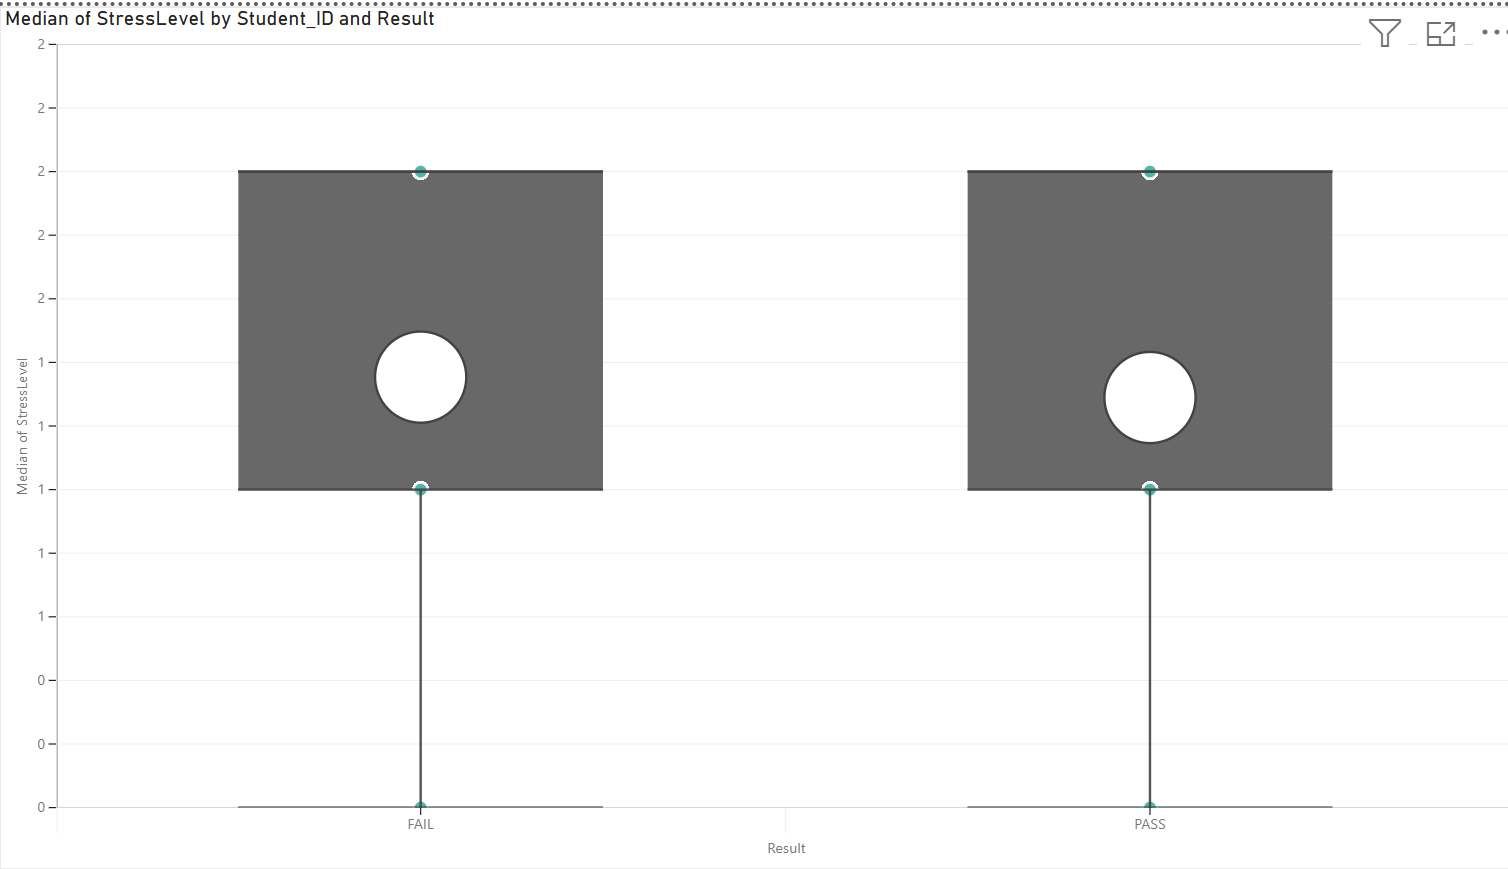 Median of StressLevel by Student_ID and Result
2
2
2
2
2
1
1
1
1
1
0
0
0
Median of StressLevel
FAIL
PASS
Result